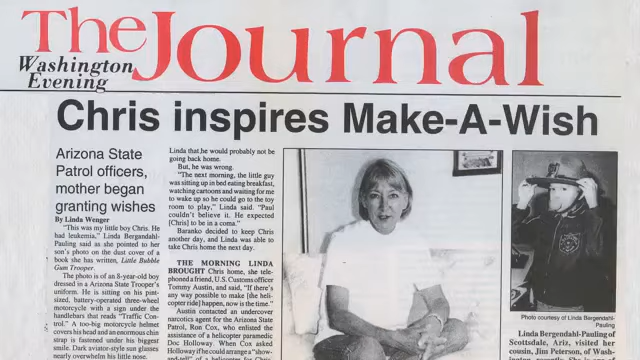 The Journal
Washington
Evening
Chris inspires Make-A-Wish
Arizona State
Patrol officers,
mother began
granting wishes
By Linda Wenger
"This was my little boy Chris. He
had leukemia," Linda Bergendahl-
Pauling said as she pointed to her
son's photo on the dust cover of a
book she has written, Little Bubble
Gum Trooper.
The photo is of an 8-year-old boy
dressed in a Arizona State Trooper's
uniform. He is sitting on his pint-
sized, battery-operated three-wheel
motorcycle with a sign under the
handlebars that reads "Traffic Con-
trol." A too-big motorcycle helmet
covers his head and an enormous chin
strap is fastened under his biggest
smile. Dark aviator-style sun glasses
nearly overwhelm his little nose.
Linda that he would probably not be
going back home.
But, he was wrong.
"The next morning, the little guy
was sitting up in bed eating breakfast,
watching cartoons and waiting for me
to wake up so he could go to the toy
room to play," Linda said. "Paul
couldn't believe it. He expected
[Chris] to be in a coma."
Baranko decided to keep Chris
another day, and Linda was able to
take Chris home the next day.
THE MORNING LINDA
BROUGHT Chris home, she tele-
phoned a friend, U.S. Customs officer
Tommy Austin, and said, "If there's
any way possible to make [the heli-
copter ride] happen, now is the time."
Austin contacted an undercover
narcotics agent for the Arizona State
Patrol, Ron Cox, who enlisted the
assistance of helicopter paramedic
Doc Holloway. When Cox asked
Holloway if he could arrange a "show-
Photo courtesy of Linda Bergendahl-
Pauling
Linda Bergendahl-Pauling of
Scottsdale, Ariz, visited her
cousin, Jim Peterson, of Wash-